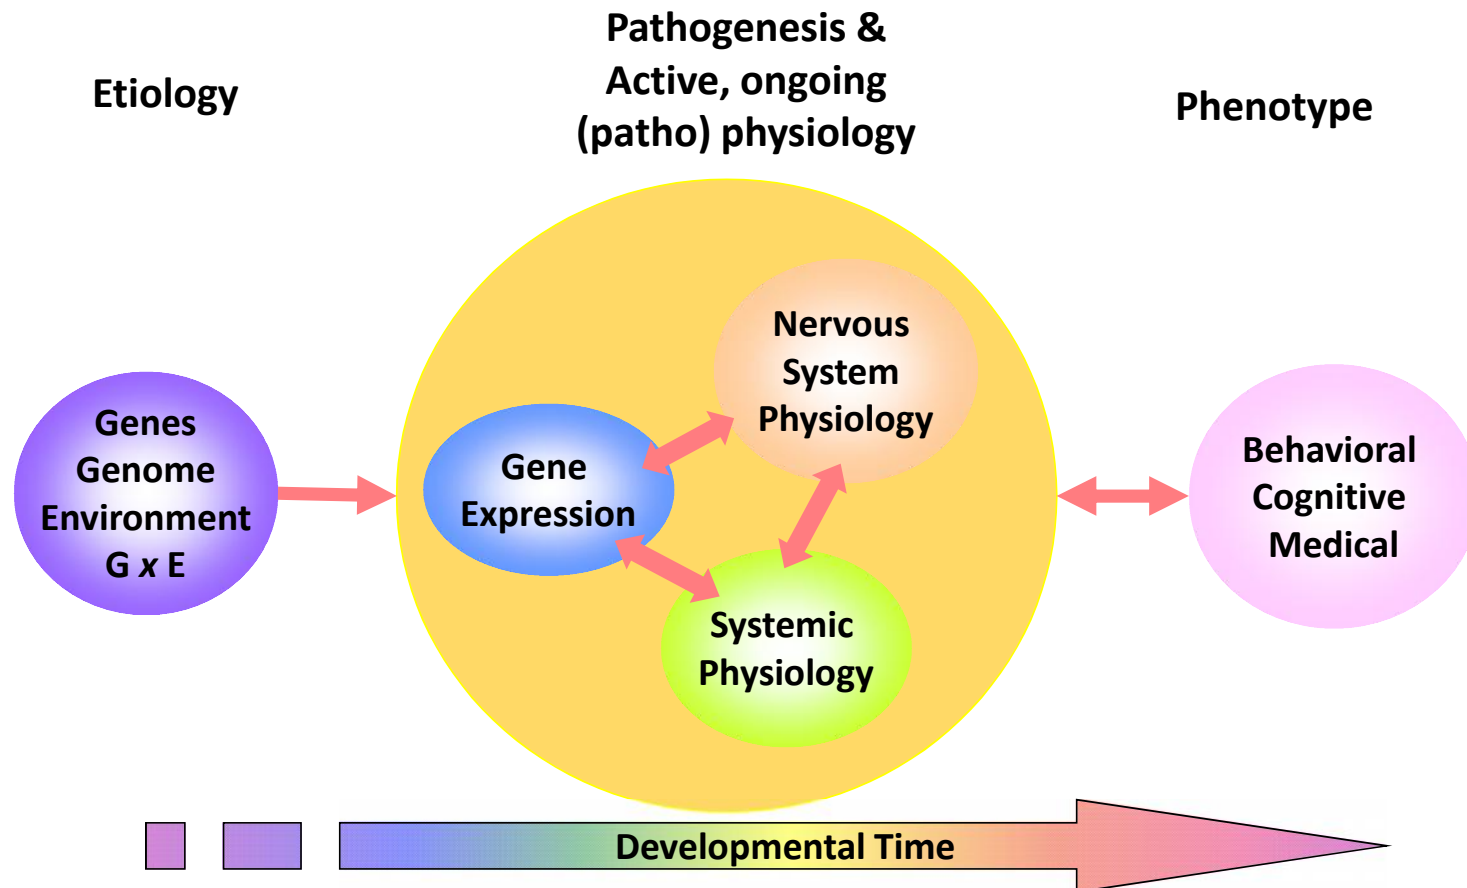 Etiology
Pathogenesis &
Active, ongoing
(patho) physiology
Phenotype
Genes
Genome
Environment
G x E
Gene
Expression
Nervous
System
Physiology
Systemic
Physiology
Behavioral
Cognitive
Medical
Developmental Time